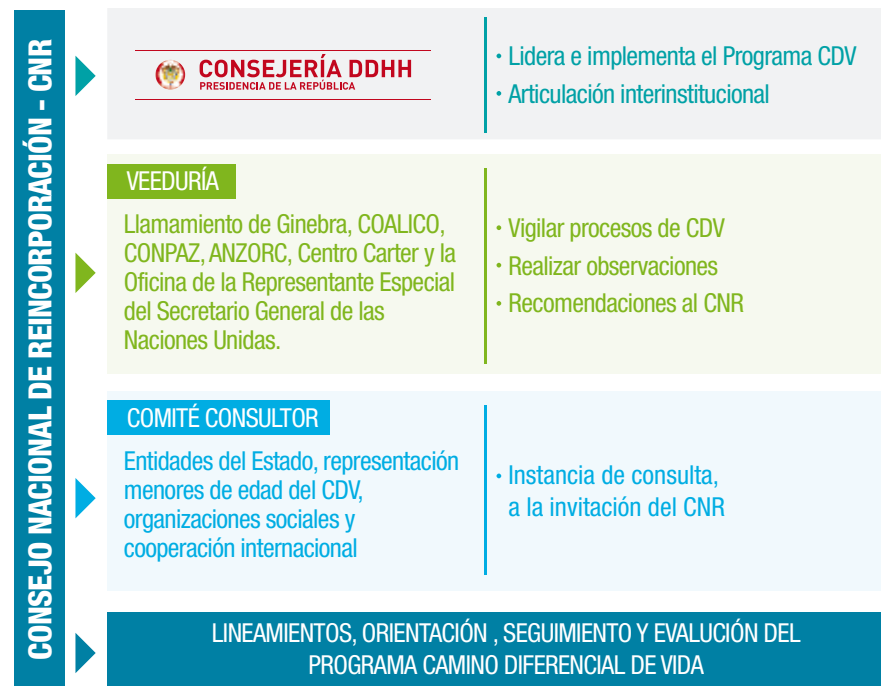 CONSEJO NACIONAL DE REINCORPORACIÓN - CNR
CONSEJERÍA DDHH
PRESIDENCIA DE LA REPÚBLICA
• Lidera e implementa el Programa CDV
• Articulación interinstitucional
VEEDURÍA
Llamamiento de Ginebra, COALICO,
CONPAZ, ANZORC, Centro Carter y la
Oficina de la Representante Especial
del Secretario General de las
Naciones Unidas.
• Vigilar procesos de CDV
• Realizar observaciones
• Recomendaciones al CNR
COMITÉ CONSULTOR
Entidades del Estado, representación
menores de edad del CDV,
organizaciones sociales y
cooperación internacional
• Instancia de consulta,
a la invitación del CNR
LINEAMIENTOS, ORIENTACIÓN , SEGUIMIENTO Y EVALUCIÓN DEL
PROGRAMA CAMINO DIFERENCIAL DE VIDA